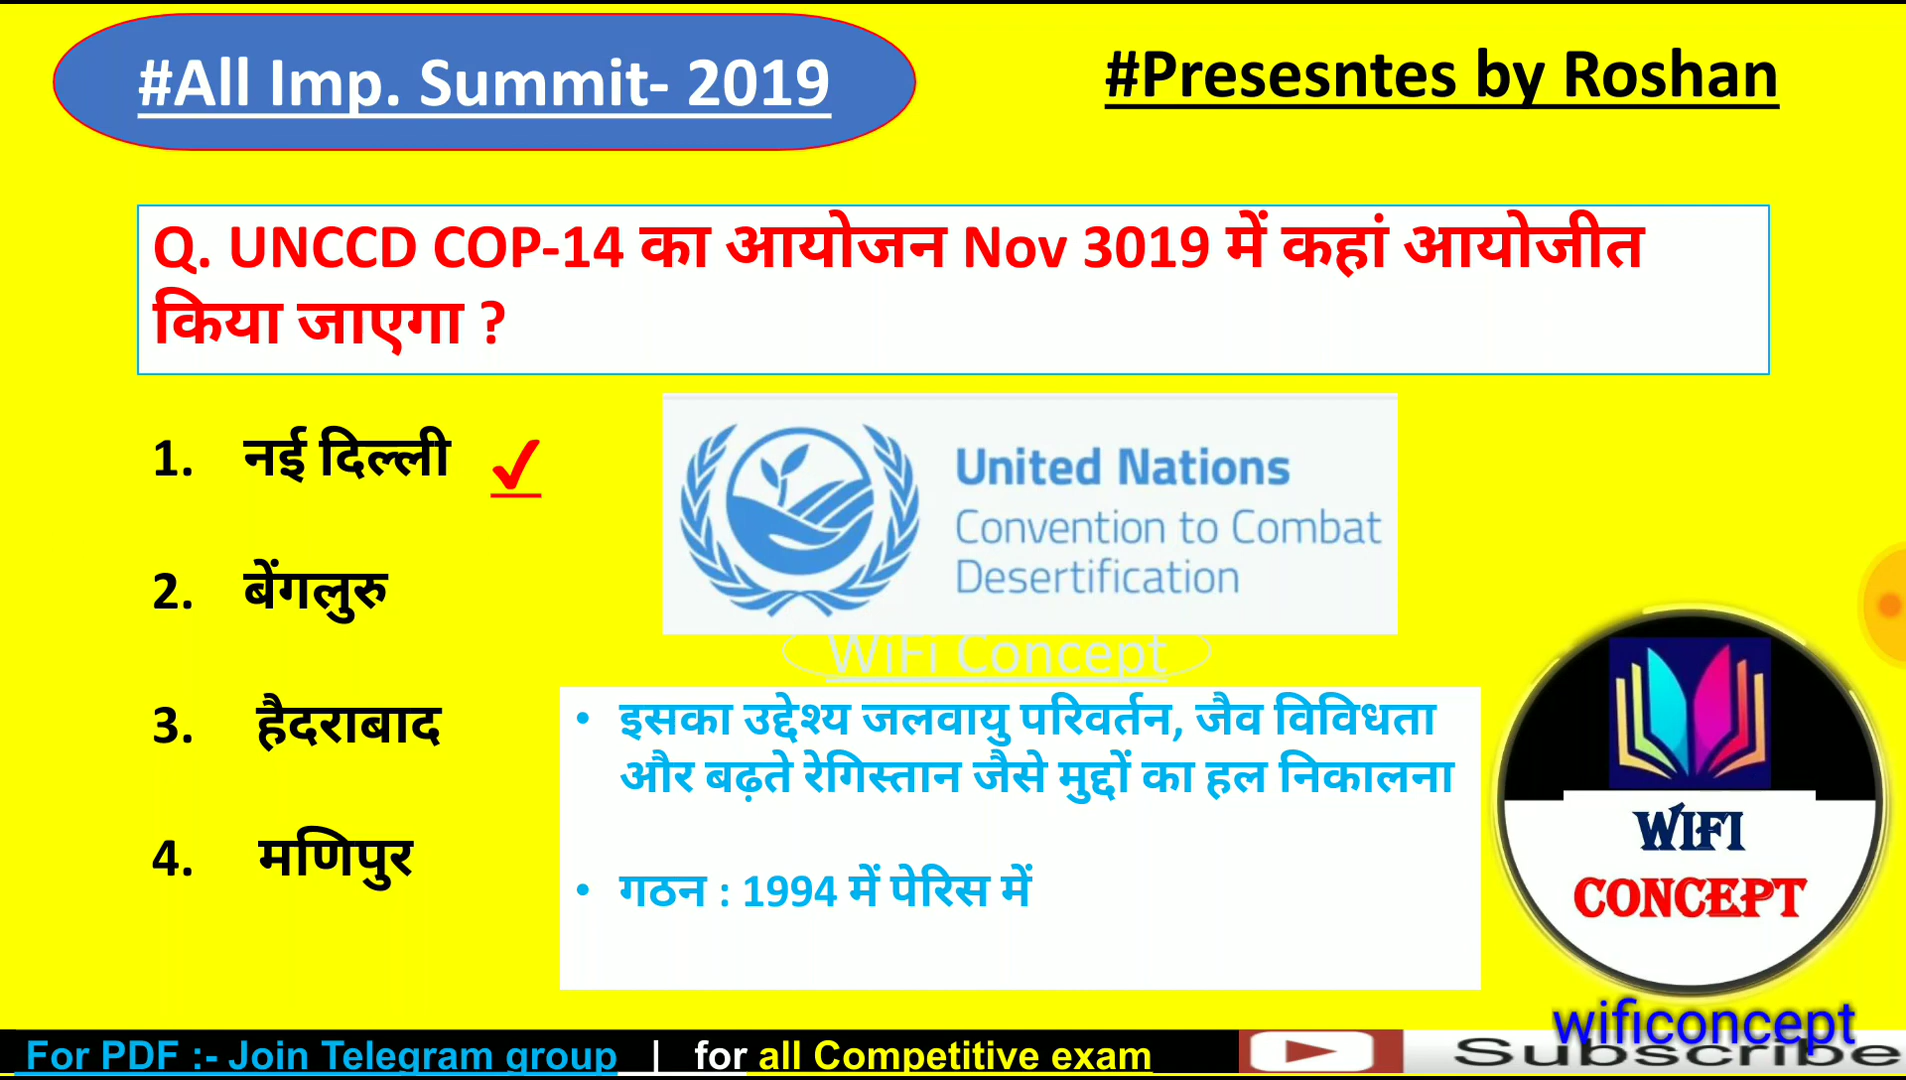 #All Imp. Summit- 2019
#Presesntes by Roshan
Q. UNCCD COP-14 का आयोजन Nov 3019 में कहां आयोजीत
किया जाएगा ?
1. नई दिल्ली ✓
2. बेंगलुरु
3. हैदराबाद
4. मणिपुर
United Nations
Convention to Combat
Desertification
WiFi Concept
• इसका उद्देश्य जलवायु परिवर्तन, जैव विविधता
और बढ़ते रेगिस्तान जैसे मुद्दों का हल निकालना
• गठन : 1994 में पेरिस में
WIFI
CONCEPT
wificoncept
For PDF :- Join Telegram group | for all Competitive exam
Subscribe